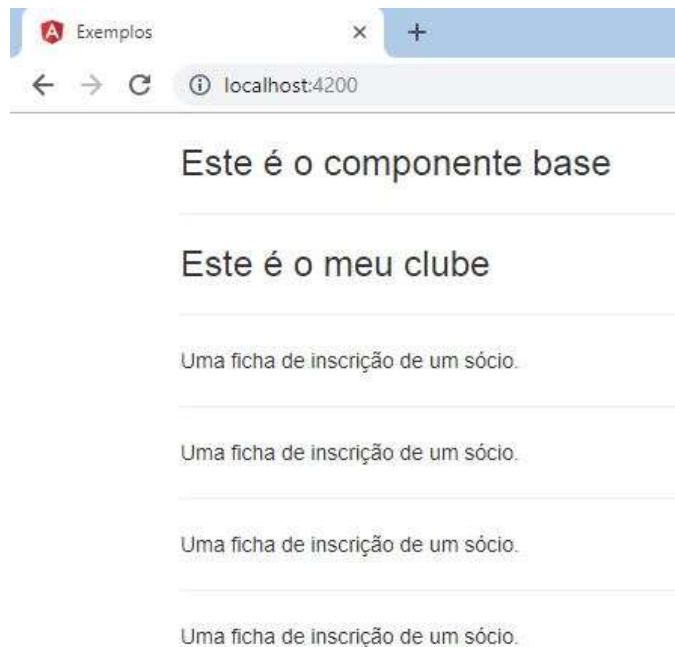 Exemplos
localhost:4200
Este é o componente base
Este é o meu clube
Uma ficha de inscrição de um sócio.
Uma ficha de inscrição de um sócio.
Uma ficha de inscrição de um sócio.
Uma ficha de inscrição de um sócio.